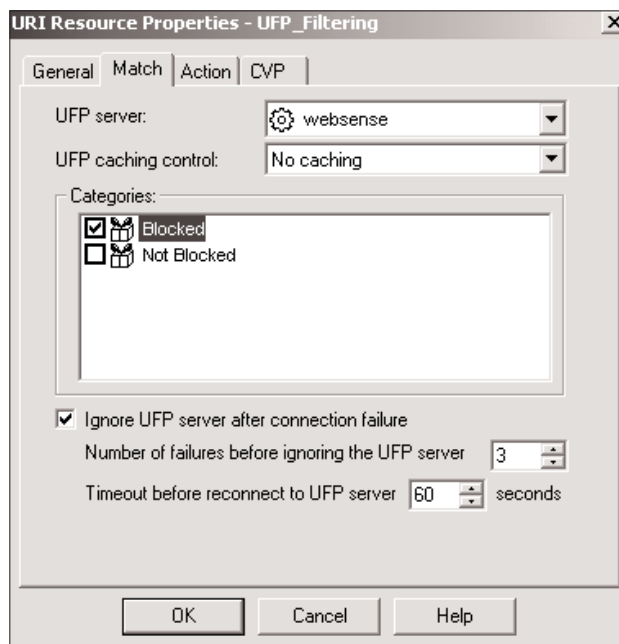 URI Resource Properties - UFP_Filtering
General Match Action CVP
UFP server: websense
UFP caching control: No caching
Categories:
Blocked
Not Blocked
Ignore UFP server after connection failure
Number of failures before ignoring the UFP server 3
Timeout before reconnect to UFP server 60 seconds
OK Cancel Help